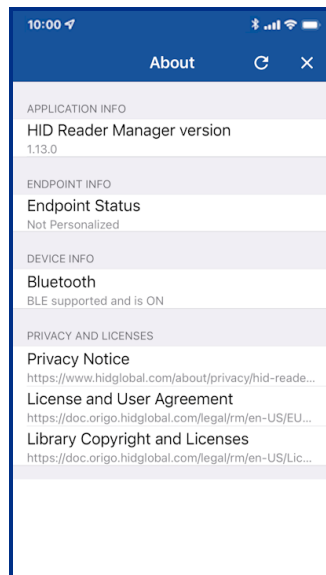 10:00
About
APPLICATION INFO
HID Reader Manager version
1.13.0
ENDPOINT INFO
Endpoint Status
Not Personalized
DEVICE INFO
Bluetooth
BLE supported and is ON
PRIVACY AND LICENSES
Privacy Notice
https://www.hidglobal.com/about/privacy/hid-reade...
License and User Agreement
https://doc.origo.hidglobal.com/legal/rm/en-US/EU...
Library Copyright and Licenses
https://doc.origo.hidglobal.com/legal/rm/en-US/Lic...